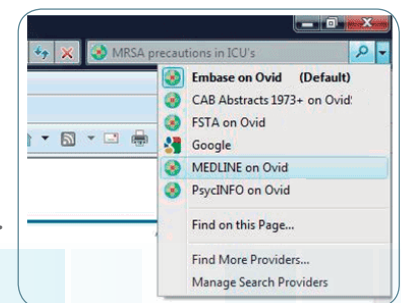 MRSA precautions in ICU's
Embase on Ovid (Default)
CAB Abstracts 1973+ on Ovid:
FSTA on Ovid
Google
MEDLINE on Ovid
PsycINFO on Ovid
Find on this Page...
Find More Providers...
Manage Search Providers